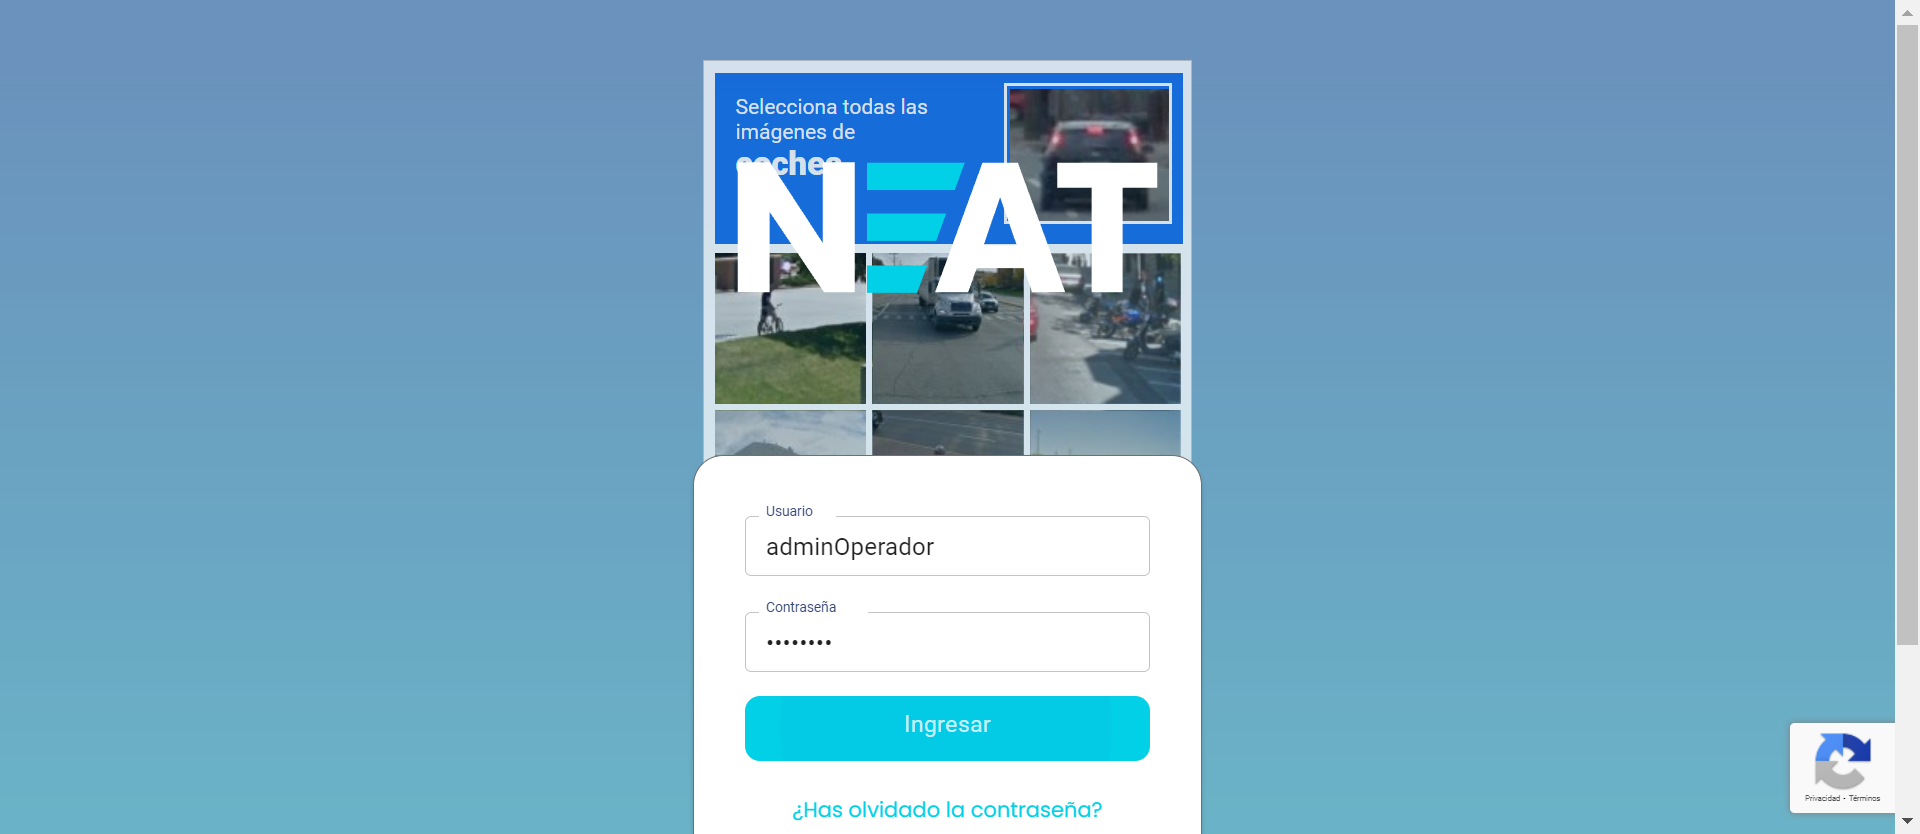 Selecciona todas las
imágenes de
coches
NEAT
Usuario
adminOperador
Contraseña
••••••••
Ingresar
¿Has olvidado la contraseña?
Privacidad - Términos